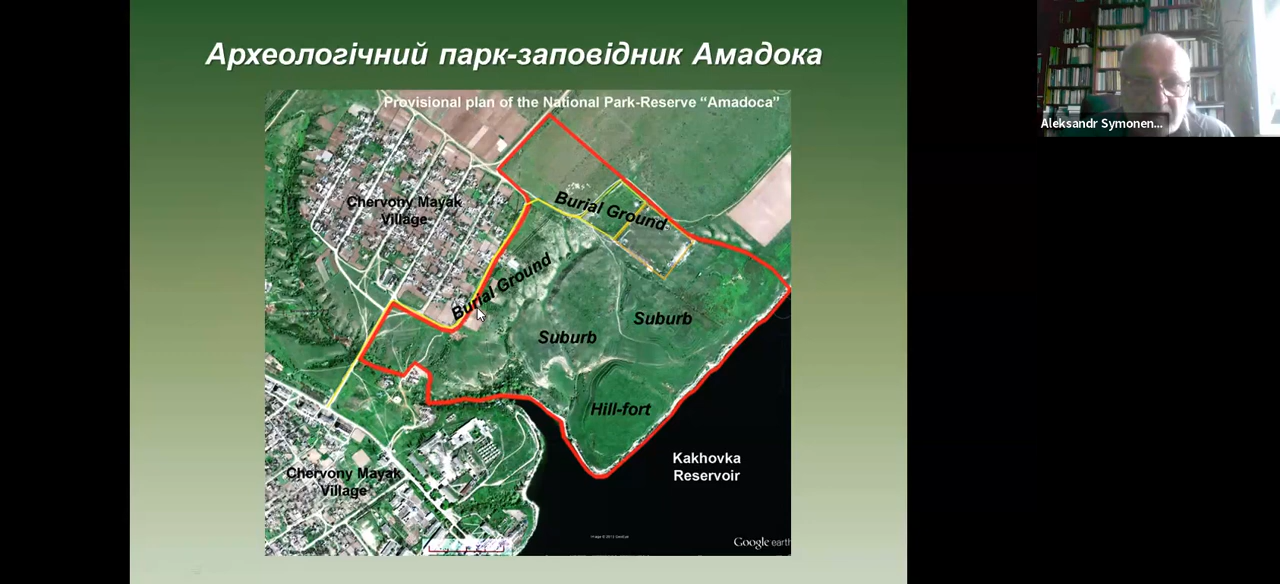 Археологічний парк-заповідник Амадока
Provisional plan of the National Park-Reserve “Amadoca”
Chervony Mayak
Village
Burial Ground
Burial Ground
Suburb
Suburb
Hill-fort
Kakhovka
Reservoir
Chervony Mayak
Village
Google earth
Aleksandr Symonen...